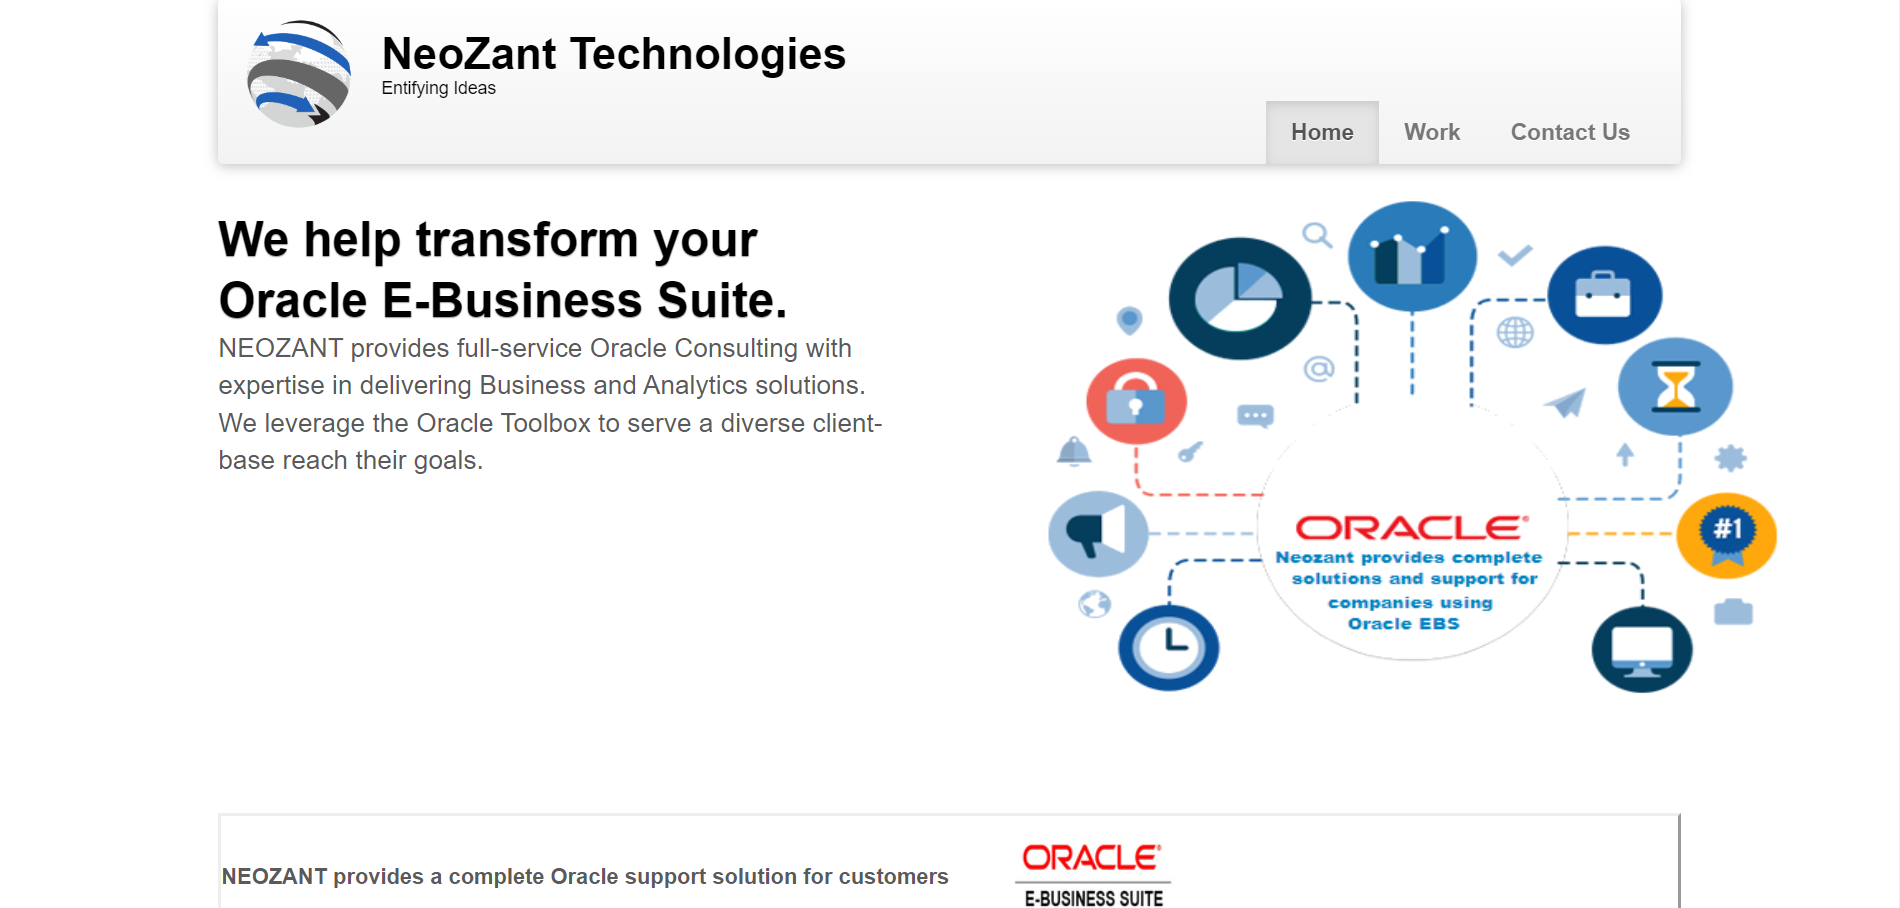 NeoZant Technologies
Entifying Ideas
Home
Work
Contact Us
We help transform your
Oracle E-Business Suite.
NEOZANT provides full-service Oracle Consulting with
expertise in delivering Business and Analytics solutions.
We leverage the Oracle Toolbox to serve a diverse client-
base reach their goals.
@
#1
ORACLE®
Neozant provides complete
solutions and support for
companies using
Oracle EBS
NEOZANT provides a complete Oracle support solution for customers
ORACLE®
E-BUSINESS SUITE